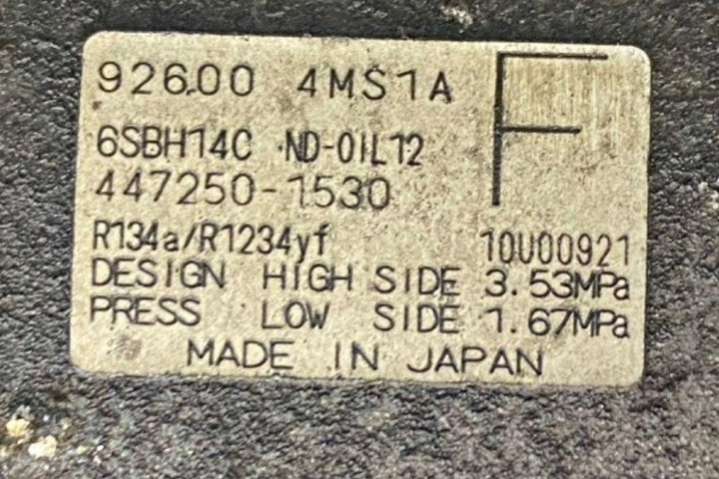 92600 4MS1A F
6SBH14C ND-OIL12
447250-1530
R134a/R1234yf 10U00921
DESIGN HIGH SIDE 3.53MPa
PRESS LOW SIDE 1.67MPa
MADE IN JAPAN